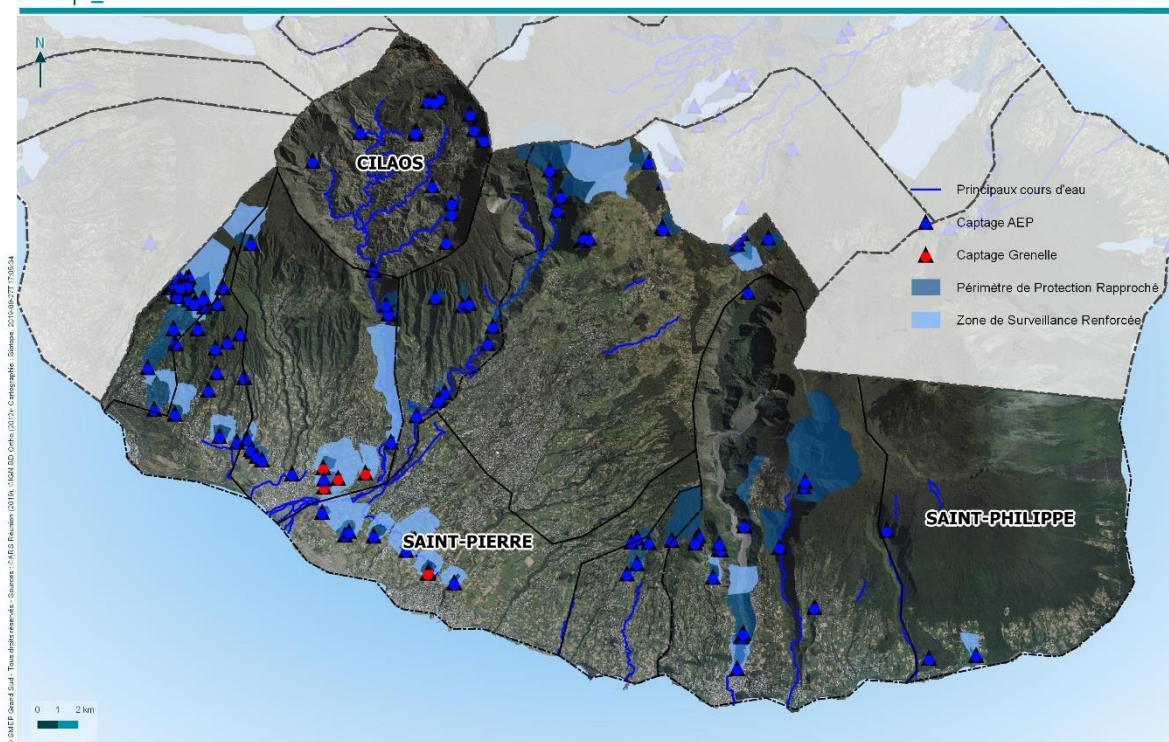 N
CILAOS
SAINT-PIERRE
SAINT-PHILIPPE
Principaux cours d'eau
Captage AEP
Captage Grenelle
Périmètre de Protection Rapproché
Zone de Surveillance Renforcée
0 1 2 km